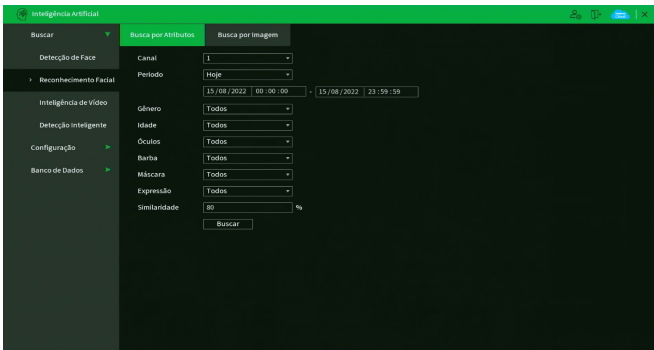 Inteligência Artificial
Buscar
Detecção de Face
> Reconhecimento Facial
Inteligência de Vídeo
Detecção Inteligente
Configuração
Banco de Dados
Busca por Atributos
Busca por Imagem
Canal 1
Período Hoje
15/08/2022 00:00:00 - 15/08/2022 23:59:59
Gênero Todos
Idade Todos
Óculos Todos
Barba Todos
Máscara Todos
Expressão Todos
Similaridade 80 %
Buscar